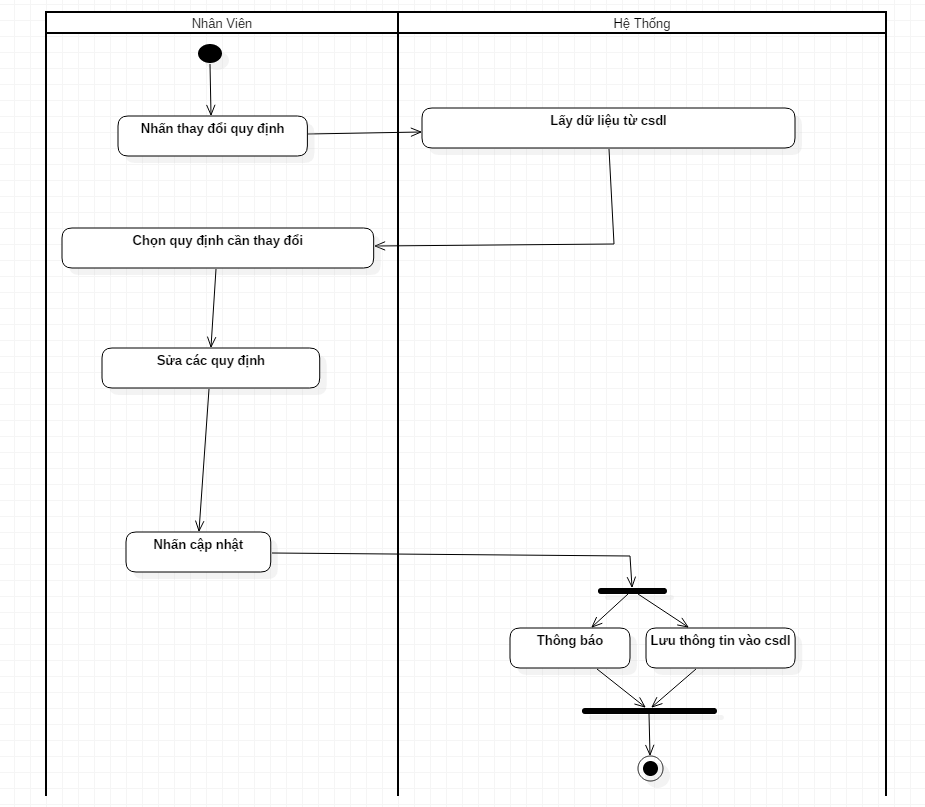 Nhân Viên
Hệ Thống
Nhấn thay đổi quy định
Lấy dữ liệu từ csdl
Chọn quy định cần thay đổi
Sửa các quy định
Nhấn cập nhật
Thông báo
Lưu thông tin vào csdl